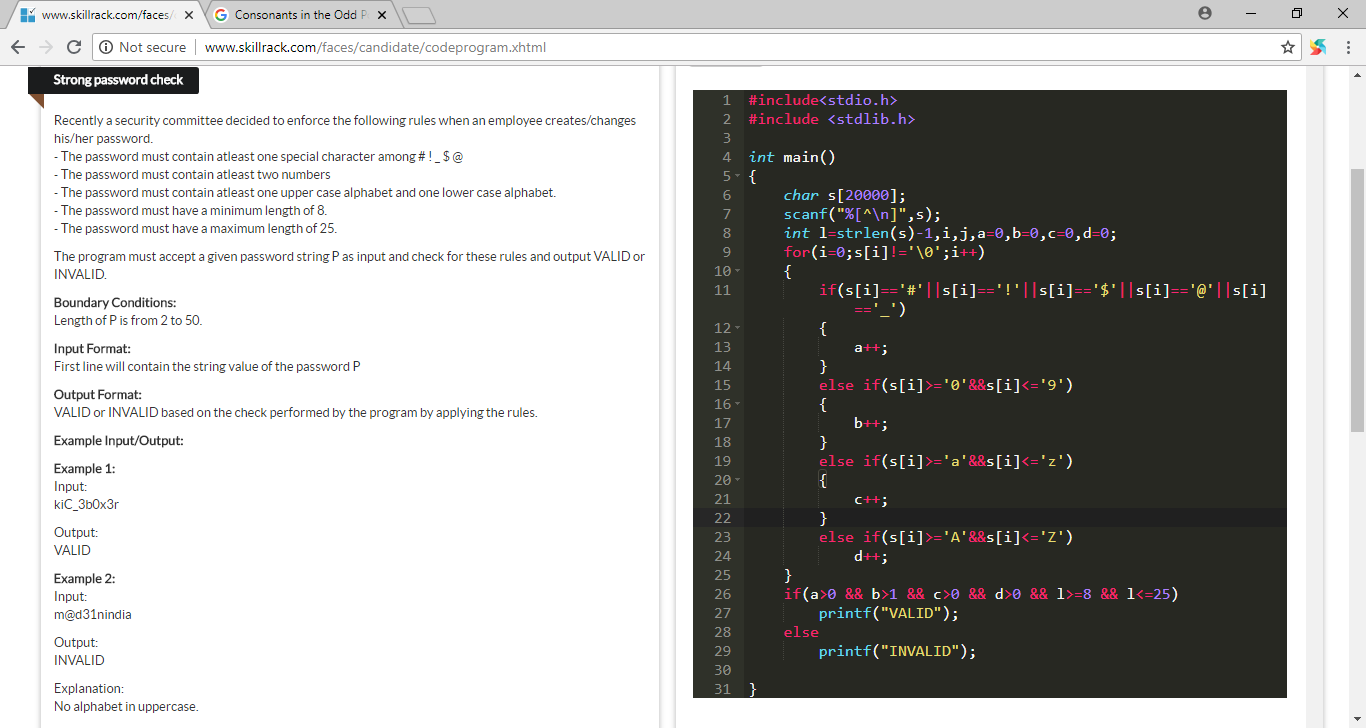 www.skillrack.com/faces/
Consonants in the Odd P
Not secure
www.skillrack.com/faces/candidate/codeprogram.xhtml
Strong password check
Recently a security committee decided to enforce the following rules when an employee creates/changes
his/her password.
- The password must contain atleast one special character among # ! _ $ @
- The password must contain atleast two numbers
- The password must contain atleast one upper case alphabet and one lower case alphabet.
- The password must have a minimum length of 8.
- The password must have a maximum length of 25.
The program must accept a given password string P as input and check for these rules and output VALID or
INVALID.
Boundary Conditions:
Length of P is from 2 to 50.
Input Format:
First line will contain the string value of the password P
Output Format:
VALID or INVALID based on the check performed by the program by applying the rules.
Example Input/Output:
Example 1:
Input:
kiC_3b0x3r
Output:
VALID
Example 2:
Input:
m@d31nindia
Output:
INVALID
Explanation:
No alphabet in uppercase.
1 #include<stdio.h>
2 #include <stdlib.h>
3
4 int main()
5 {
6 char s[20000];
7 scanf("%[^\n]",s);
8 int l=strlen(s)-1,i,j,a=0,b=0,c=0,d=0;
9 for(i=0;s[i]!='\0';i++)
10 {
11 if(s[i]=='#'||s[i]=='!'||s[i]=='$'||s[i]=='@'||s[i]
=='_')
12 {
13 a++;
14 }
15 else if(s[i]>='0'&&s[i]<='9')
16 {
17 b++;
18 }
19 else if(s[i]>='a'&&s[i]<='z')
20 {
21 c++;
22 }
23 else if(s[i]>='A'&&s[i]<='Z')
24 d++;
25 }
26 if(a>0 && b>1 && c>0 && d>0 && l>=8 && l<=25)
27 printf("VALID");
28 else
29 printf("INVALID");
30
31 }